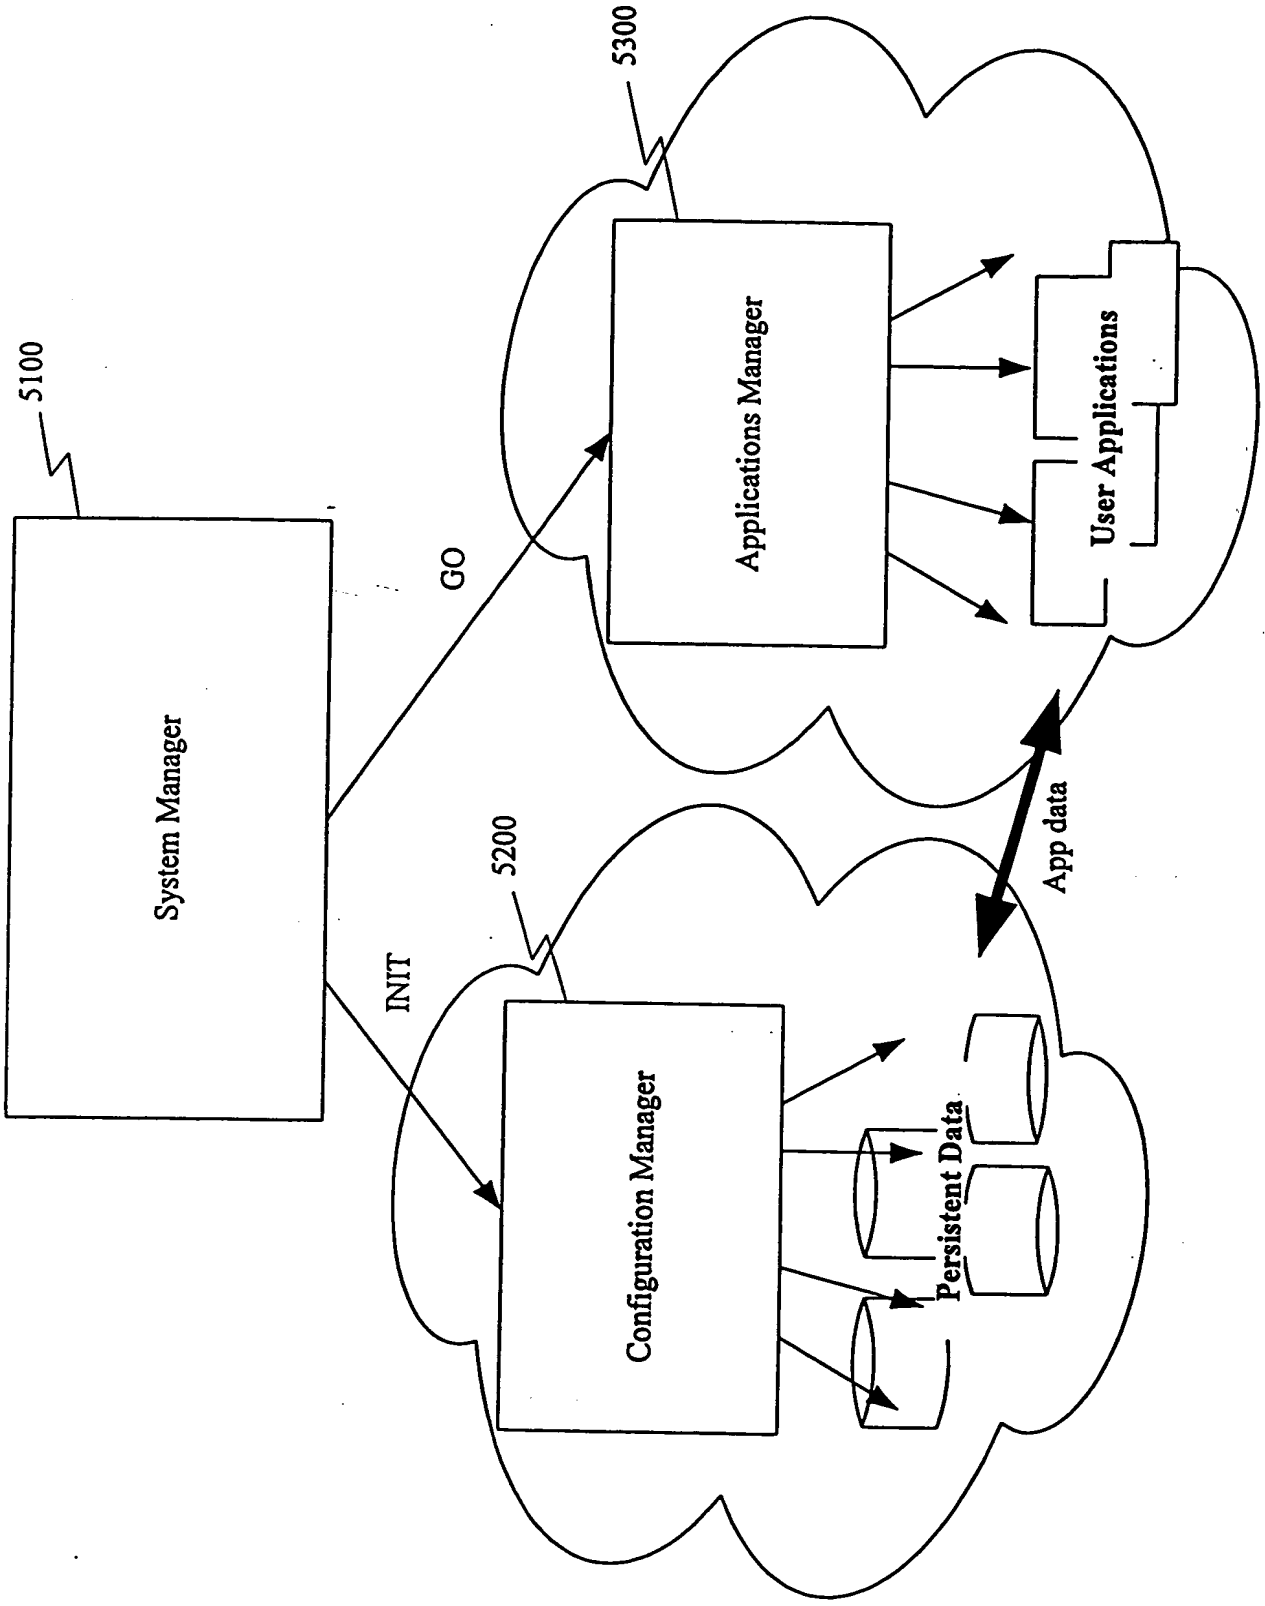 5100
System Manager
INIT
GO
5200
5300
Configuration Manager
Applications Manager
Persistent Data
User Applications
App data